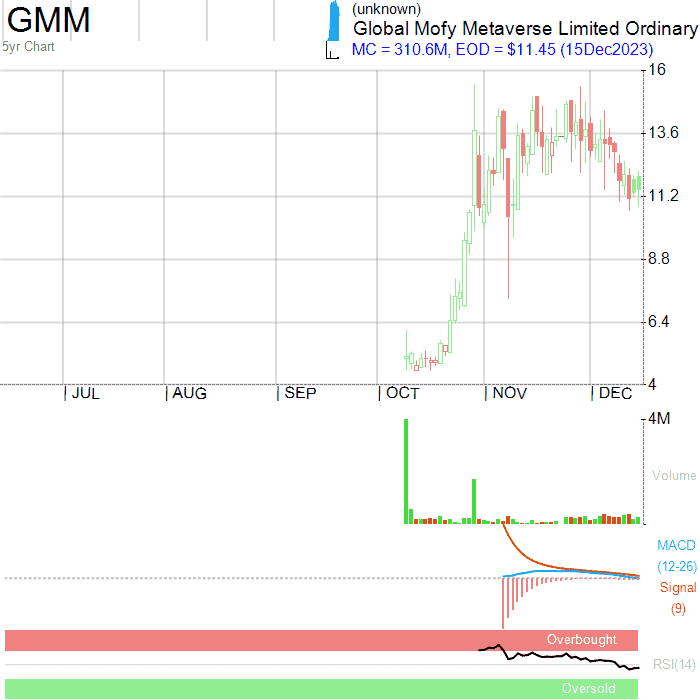 GMM
5yr Chart
(unknown)
Global Mofy Metaverse Limited Ordinary
MC = 310.6M, EOD = $11.45 (15Dec2023)
16
13.6
11.2
8.8
6.4
4
JUL
AUG
SEP
OCT
NOV
DEC
4M
Volume
MACD
(12-26)
Signal
(9)
Overbought
RSI(14)
Oversold